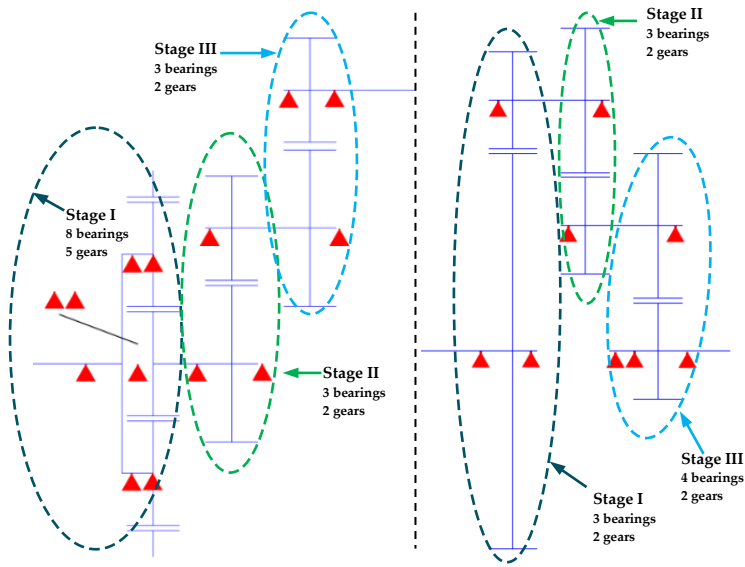 Stage III
3 bearings
2 gears
Stage I
8 bearings
5 gears
Stage II
3 bearings
2 gears
Stage II
3 bearings
2 gears
Stage III
4 bearings
2 gears
Stage I
3 bearings
2 gears